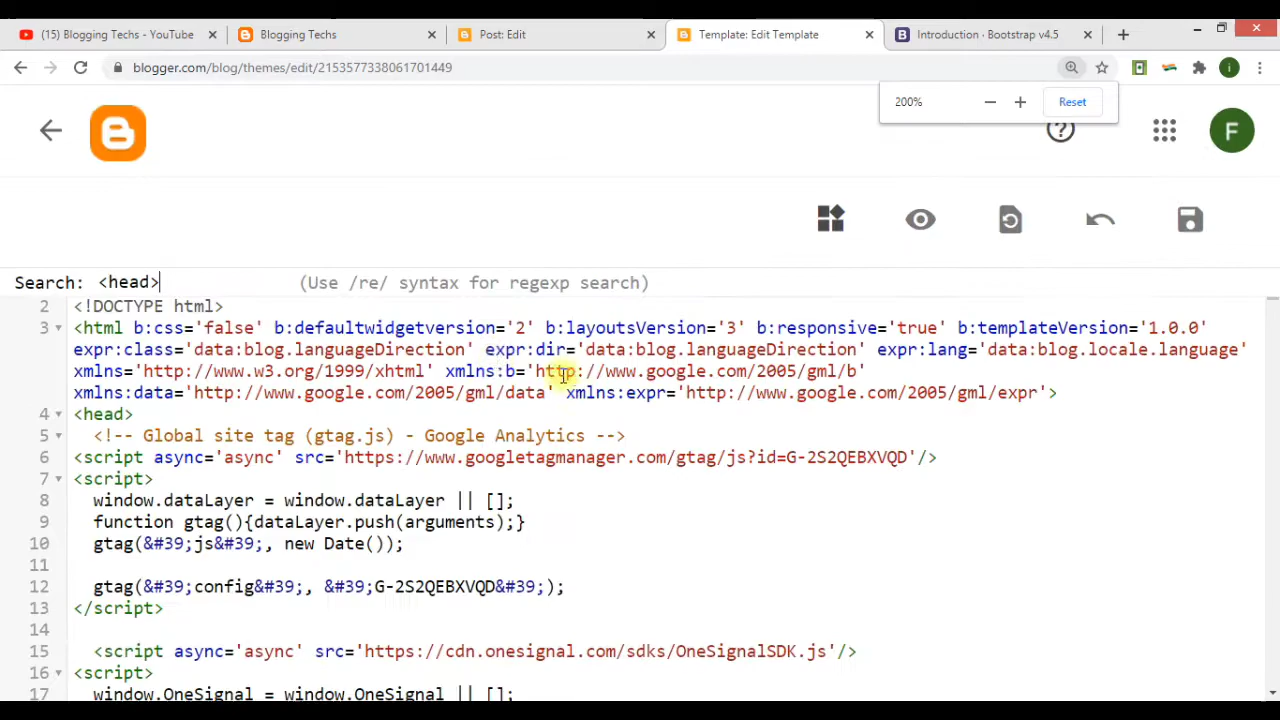 (15) Blogging Techs - YouTube
Blogging Techs
Post: Edit
Template: Edit Template
Introduction · Bootstrap v4.5
blogger.com/blog/themes/edit/2153577338061701449
i
200%
Reset
F
Search: <head> (Use /re/ syntax for regexp search)
2 <!DOCTYPE html>
3 <html b:css='false' b:defaultwidgetversion='2' b:layoutsVersion='3' b:responsive='true' b:templateVersion='1.0.0'
expr:class='data:blog.languageDirection' expr:dir='data:blog.languageDirection' expr:lang='data:blog.locale.language'
xmlns='http://www.w3.org/1999/xhtml' xmlns:b='http://www.google.com/2005/gml/b'
xmlns:data='http://www.google.com/2005/gml/data' xmlns:expr='http://www.google.com/2005/gml/expr'>
4 <head>
5 <!-- Global site tag (gtag.js) - Google Analytics -->
6 <script async='async' src='https://www.googletagmanager.com/gtag/js?id=G-2S2QEBXVQD'/>
7 <script>
8 window.dataLayer = window.dataLayer || [];
9 function gtag(){dataLayer.push(arguments);}
10 gtag(&#39;js&#39;, new Date());
11
12 gtag(&#39;config&#39;, &#39;G-2S2QEBXVQD&#39;);
13 </script>
14
15 <script async='async' src='https://cdn.onesignal.com/sdks/OneSignalSDK.js'/>
16 <script>
17 window.OneSignal = window.OneSignal || [];